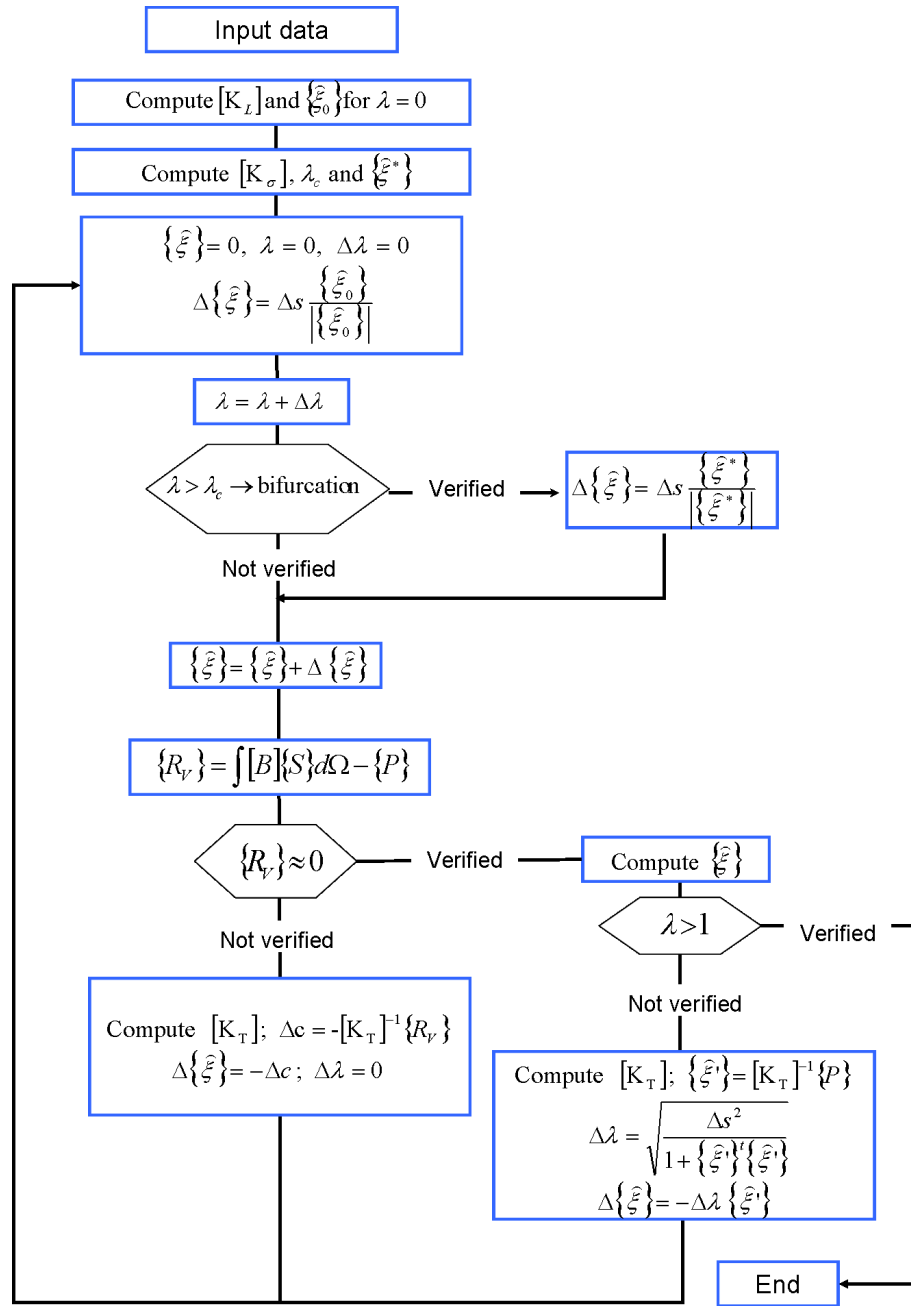 Input data
Compute [K_L] and {ξ̂_0} for λ = 0
Compute [K_σ], λ_c and {ξ̂*}
{ξ̂} = 0, λ = 0, Δλ = 0
Δ{ξ̂} = Δs {ξ̂_0} / |{ξ̂_0}|
λ = λ + Δλ
λ > λ_c → bifurcation
Verified
Δ{ξ̂} = Δs {ξ̂*} / |{ξ̂*}|
Not verified
{ξ̂} = {ξ̂} + Δ {ξ̂}
{R_V} = ∫[B]{S}dΩ − {P}
{R_V} ≈ 0
Verified
Compute {ξ̂}
λ > 1
Verified
Not verified
Not verified
Compute [K_T]; Δc = -[K_T]⁻¹{R_V}
Δ{ξ̂} = −Δc ; Δλ = 0
Compute [K_T]; {ξ̂'} = [K_T]⁻¹{P}
Δλ = √(Δs² / (1 + {ξ̂'}ᵗ{ξ̂'}))
Δ{ξ̂} = −Δλ {ξ̂'}
End